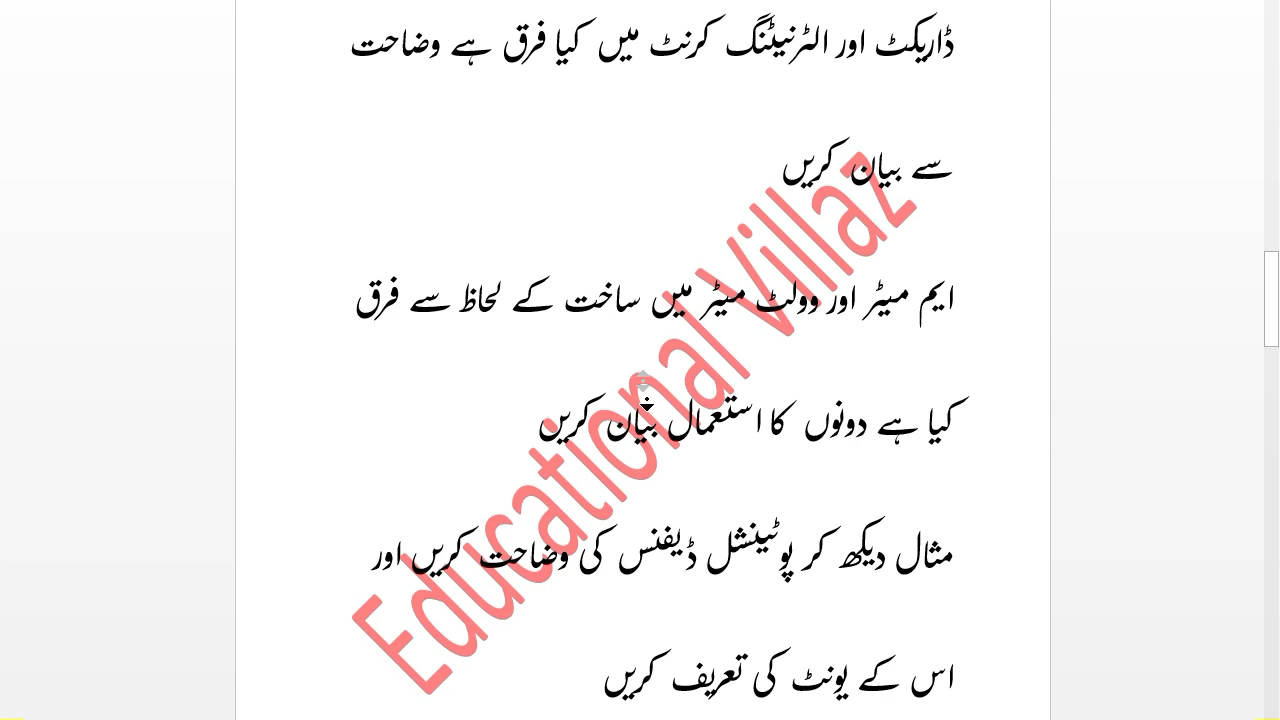 ڈاریکٹ اور الٹرنیٹنگ کرنٹ میں کیا فرق ہے وضاحت
سے بیان کریں
ایم میٹر اور وولٹ میٹر میں ساخت کے لحاظ سے فرق
کیا ہے دونوں کا استعمال بیان کریں
مثال دیکھ کر پوٹینشل ڈیفنس کی وضاحت کریں اور
اس کے یونٹ کی تعریف کریں
Educational Villaz